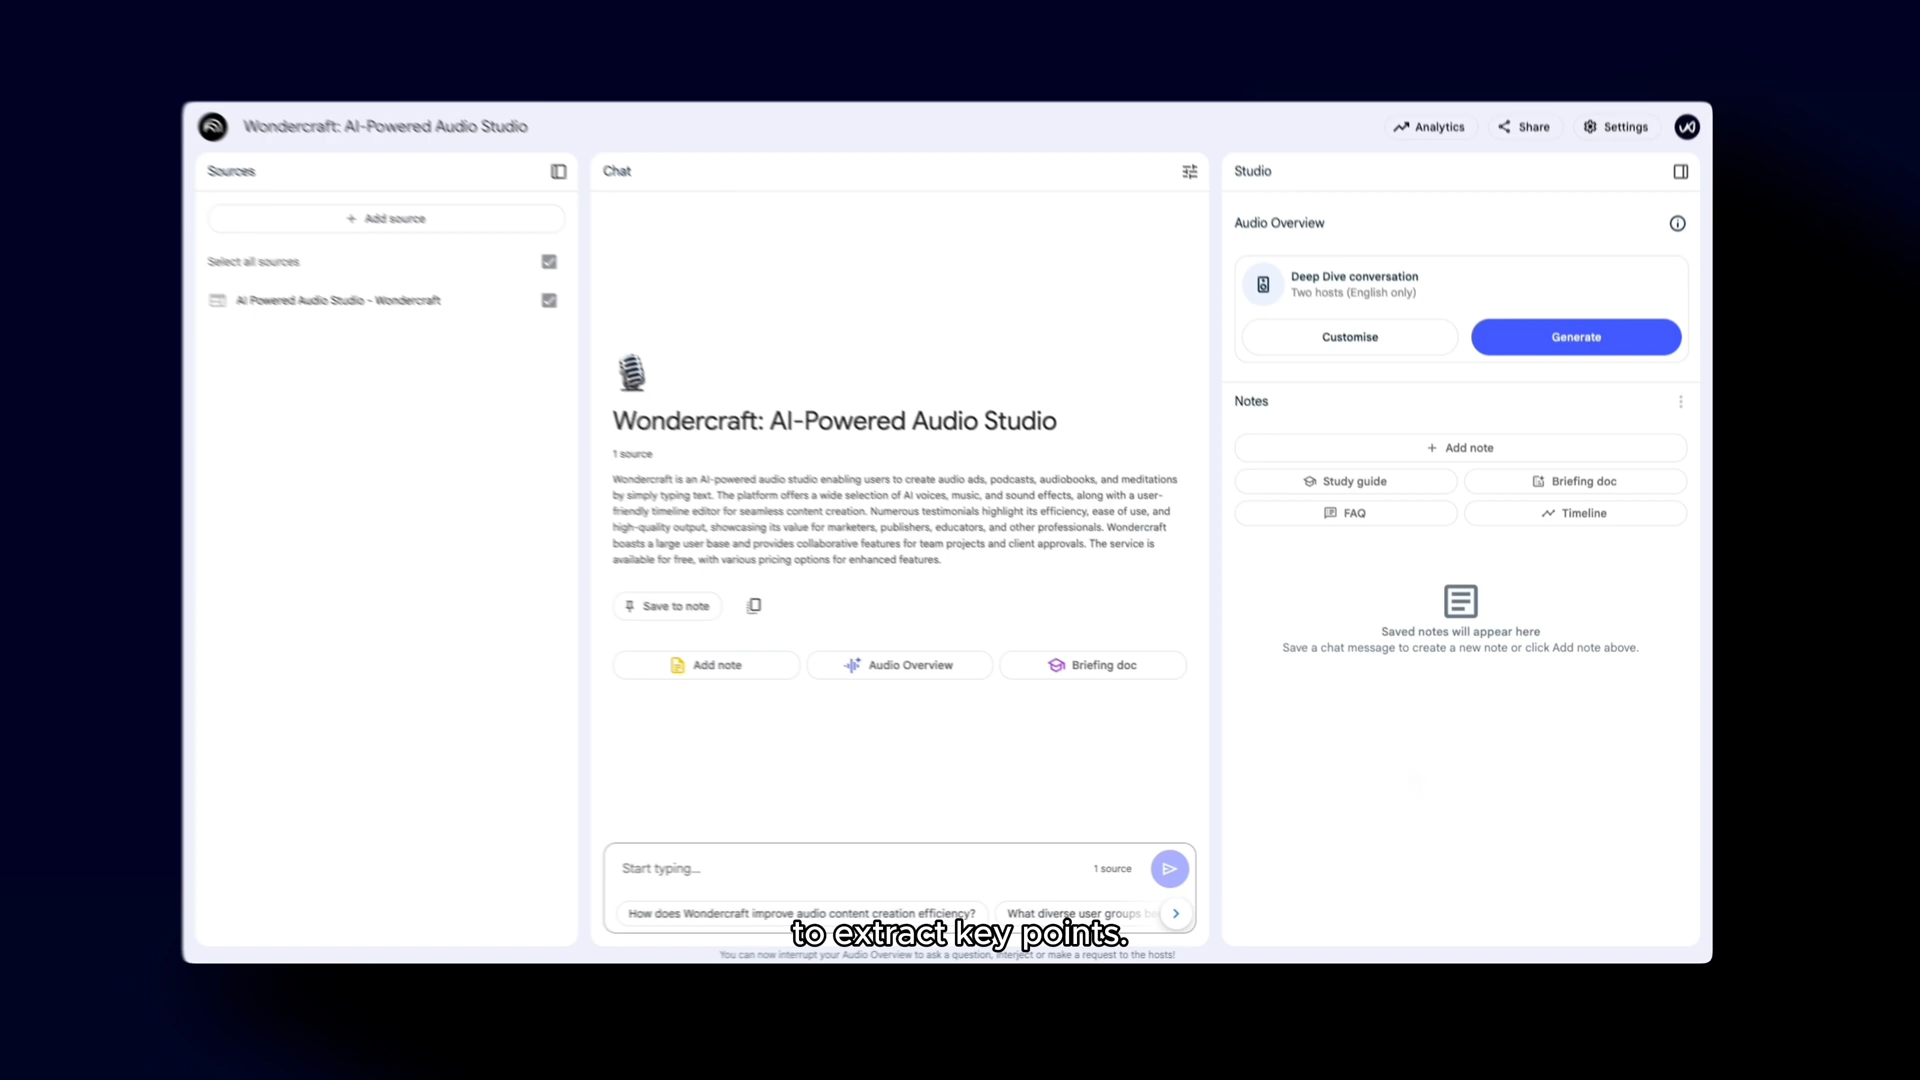 Wondercraft: AI-Powered Audio Studio
Analytics
Share
Settings
Sources
Add source
Select all sources
AI Powered Audio Studio - Wondercraft
Chat
Wondercraft: AI-Powered Audio Studio
1 source
Wondercraft is an AI-powered audio studio enabling users to create audio ads, podcasts, audiobooks, and meditations
by simply typing text. The platform offers a wide selection of AI voices, music, and sound effects, along with a user-
friendly timeline editor for seamless content creation. Numerous testimonials highlight its efficiency, ease of use, and
high-quality output, showcasing its value for marketers, publishers, educators, and other professionals. Wondercraft
boasts a large user base and provides collaborative features for team projects and client approvals. The service is
available for free, with various pricing options for enhanced features.
Save to note
Add note
Audio Overview
Briefing doc
Start typing...
1 source
How does Wondercraft improve audio content creation efficiency?
What diverse user groups
to extract key points.
You can now interrupt your Audio Overview to ask a question, interject or make a request to the hosts!
Studio
Audio Overview
Deep Dive conversation
Two hosts (English only)
Customise
Generate
Notes
Add note
Study guide
Briefing doc
FAQ
Timeline
Saved notes will appear here
Save a chat message to create a new note or click Add note above.